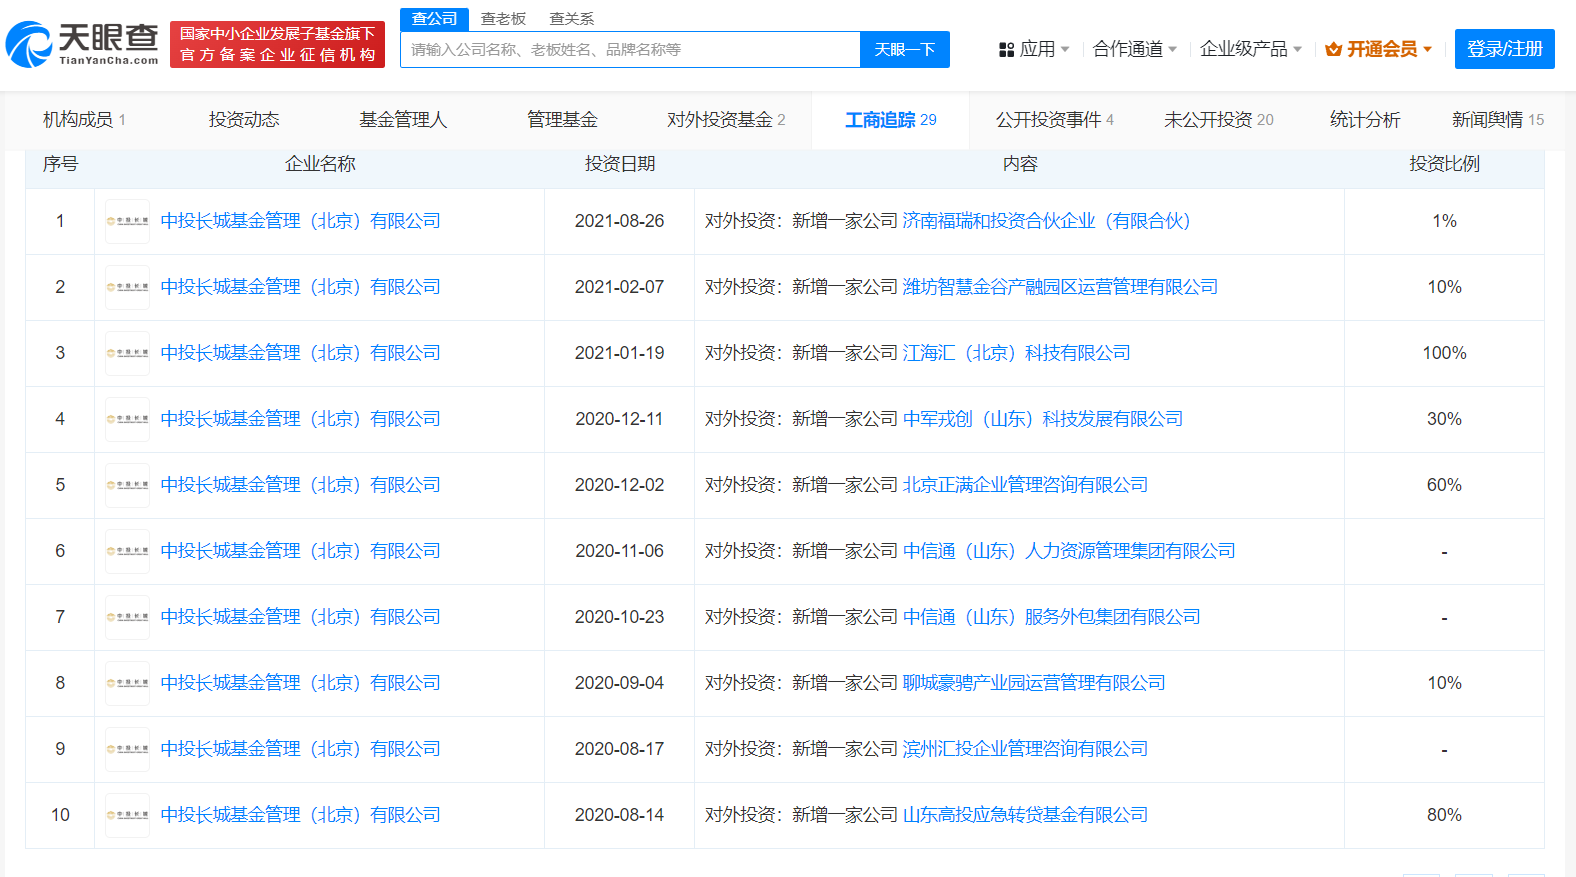 查公司 查老板 查关系
天眼查
TianYanCha.com
国家中小企业发展子基金旗下
官方备案企业征信机构
请输入公司名称、老板姓名、品牌名称等 天眼一下
应用 合作通道 企业级产品 开通会员 登录/注册
机构成员 1 投资动态 基金管理人 管理基金 对外投资基金 2 工商追踪 29 公开投资事件 4 未公开投资 20 统计分析 新闻舆情 15
序号 企业名称 投资日期 内容 投资比例
1 中投长城基金管理（北京）有限公司 2021-08-26 对外投资：新增一家公司 济南福瑞和投资合伙企业（有限合伙） 1%
2 中投长城基金管理（北京）有限公司 2021-02-07 对外投资：新增一家公司 潍坊智慧金谷产融园区运营管理有限公司 10%
3 中投长城基金管理（北京）有限公司 2021-01-19 对外投资：新增一家公司 江海汇（北京）科技有限公司 100%
4 中投长城基金管理（北京）有限公司 2020-12-11 对外投资：新增一家公司 中军戎创（山东）科技发展有限公司 30%
5 中投长城基金管理（北京）有限公司 2020-12-02 对外投资：新增一家公司 北京正满企业管理咨询有限公司 60%
6 中投长城基金管理（北京）有限公司 2020-11-06 对外投资：新增一家公司 中信通（山东）人力资源管理集团有限公司 -
7 中投长城基金管理（北京）有限公司 2020-10-23 对外投资：新增一家公司 中信通（山东）服务外包集团有限公司 -
8 中投长城基金管理（北京）有限公司 2020-09-04 对外投资：新增一家公司 聊城豪骋产业园运营管理有限公司 10%
9 中投长城基金管理（北京）有限公司 2020-08-17 对外投资：新增一家公司 滨州汇投企业管理咨询有限公司 -
10 中投长城基金管理（北京）有限公司 2020-08-14 对外投资：新增一家公司 山东高投应急转贷基金有限公司 80%